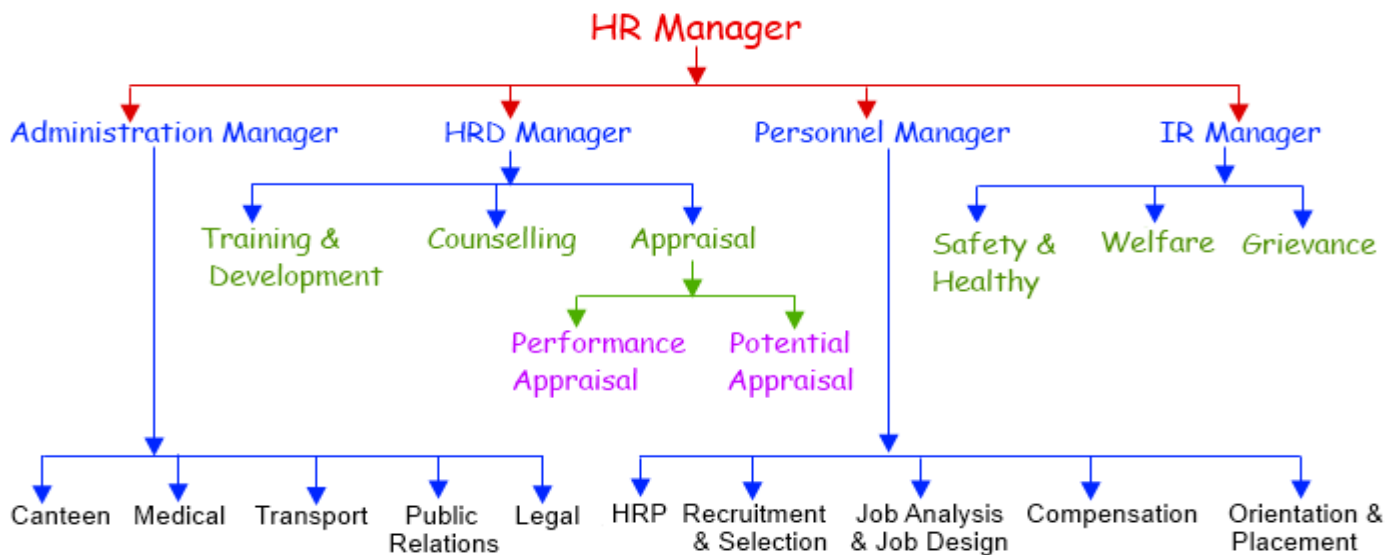 HR Manager
Administration Manager
HRD Manager
Personnel Manager
IR Manager
Training &
Development
Counselling
Appraisal
Safety &
Healthy
Welfare
Grievance
Performance
Appraisal
Potential
Appraisal
Canteen
Medical
Transport
Public
Relations
Legal
HRP
Recruitment
& Selection
Job Analysis
& Job Design
Compensation
Orientation &
Placement